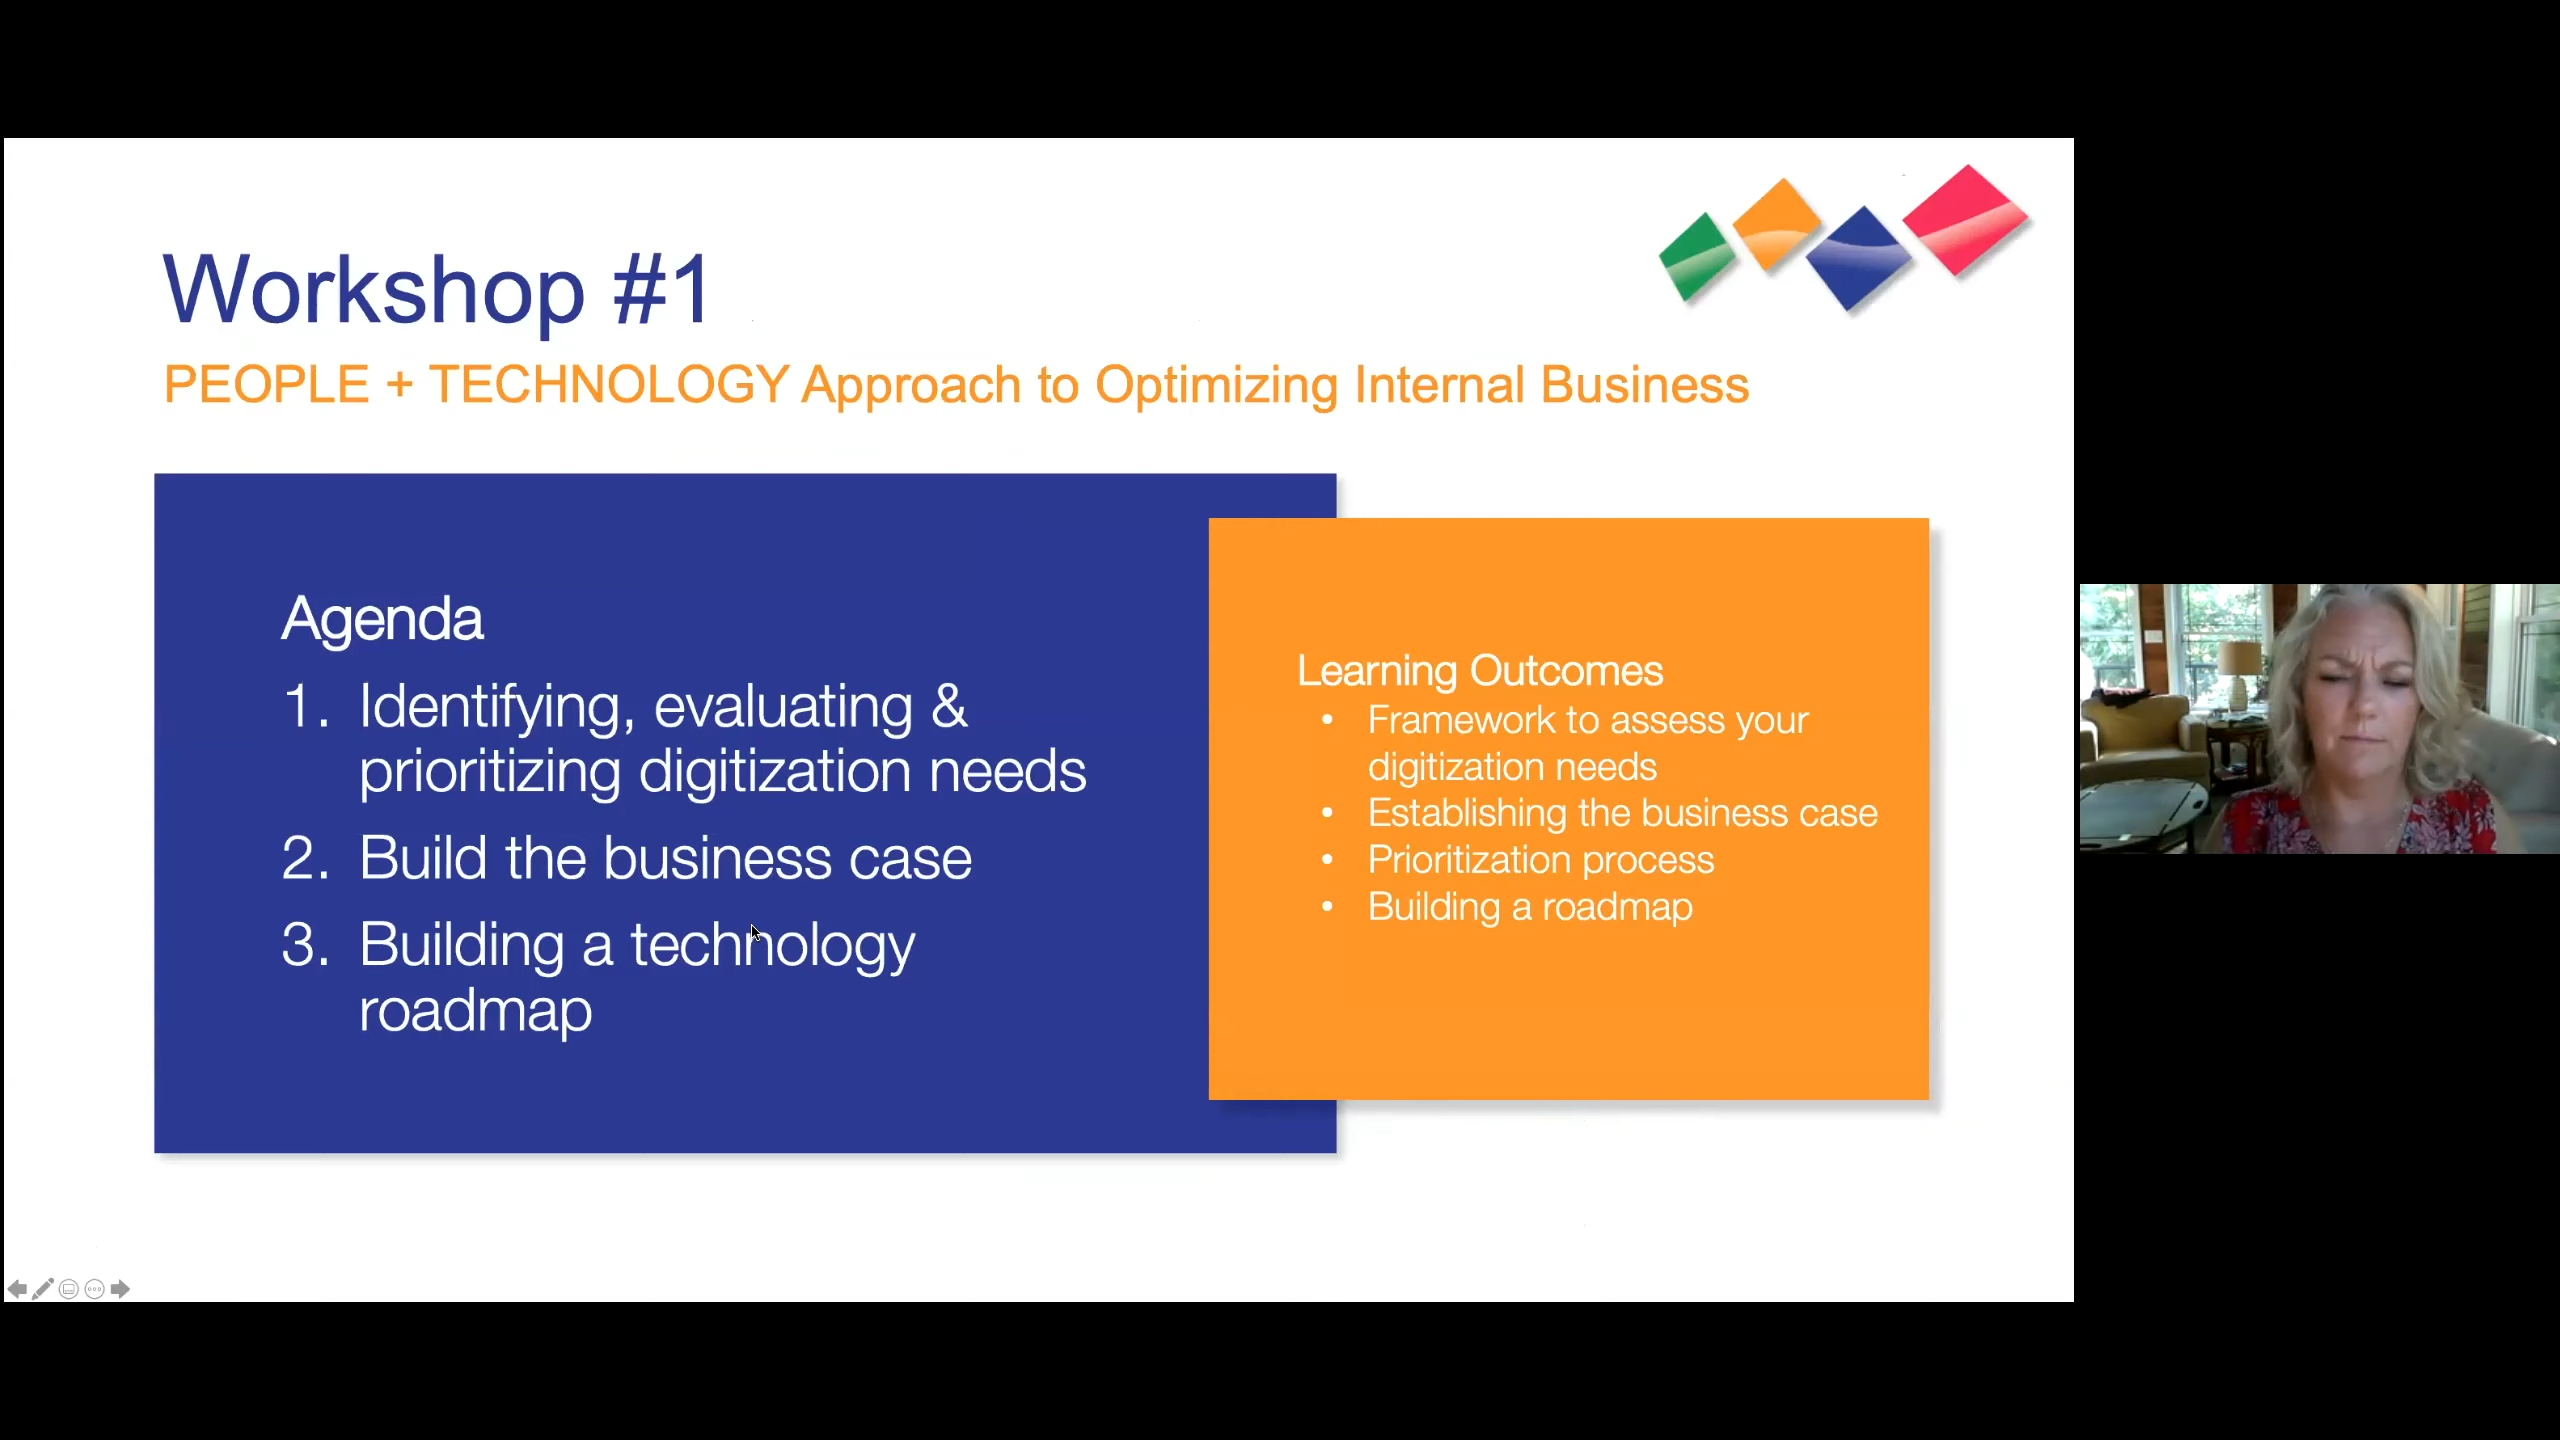 Workshop #1
PEOPLE + TECHNOLOGY Approach to Optimizing Internal Business
Agenda
1. Identifying, evaluating &
prioritizing digitization needs
2. Build the business case
3. Building a technology
roadmap
Learning Outcomes
• Framework to assess your
digitization needs
• Establishing the business case
• Prioritization process
• Building a roadmap